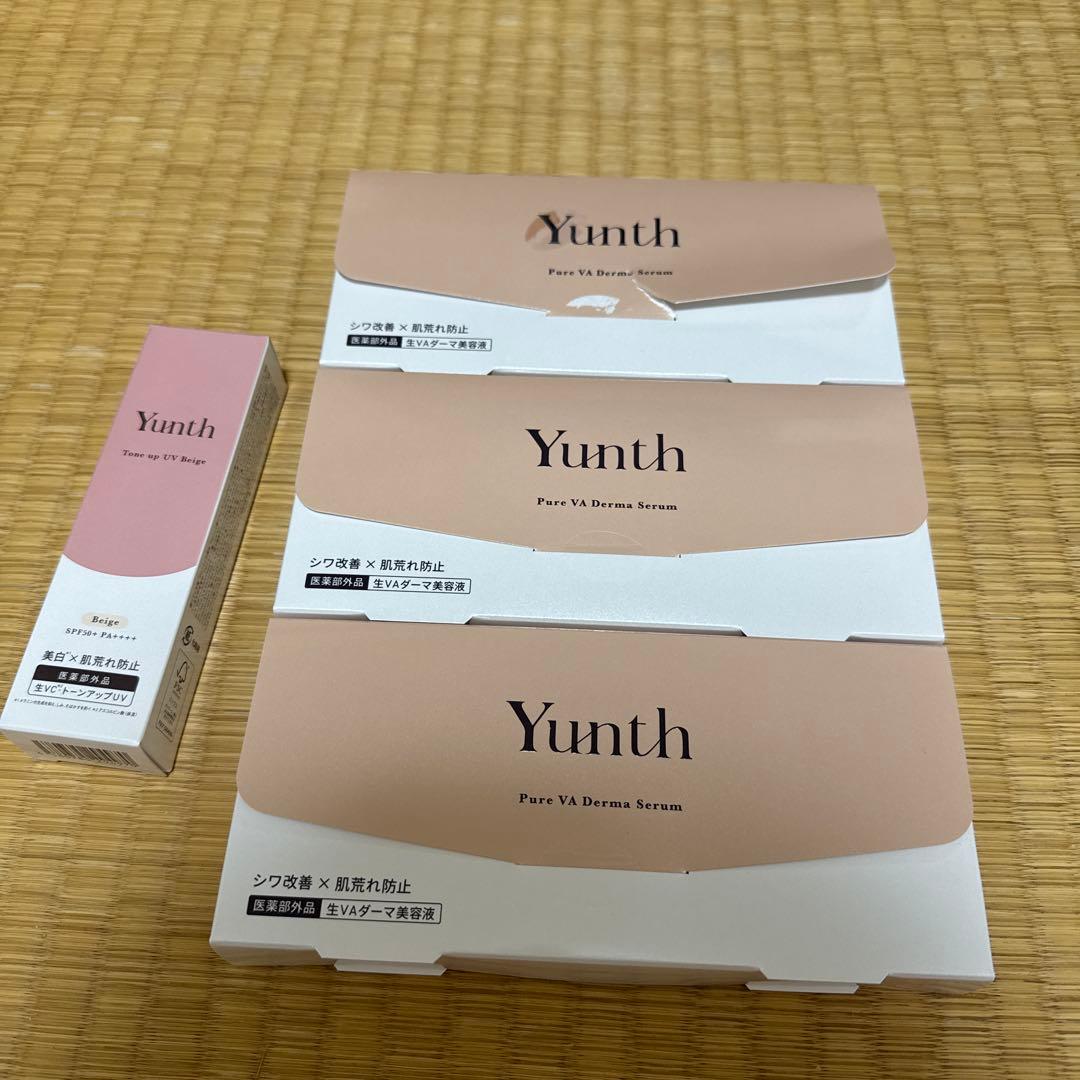 Yunth
Tone up UV Beige
Beige
SPF50+ PA++++
美白*¹×肌荒れ防止
医薬部外品
生VC*²トーンアップUV
Yunth
Pure VA Derma Serum
シワ改善×肌荒れ防止
医薬部外品 生VAダーマ美容液
Yunth
Pure VA Derma Serum
シワ改善×肌荒れ防止
医薬部外品 生VAダーマ美容液
Yunth
Pure VA Derma Serum
シワ改善×肌荒れ防止
医薬部外品 生VAダーマ美容液